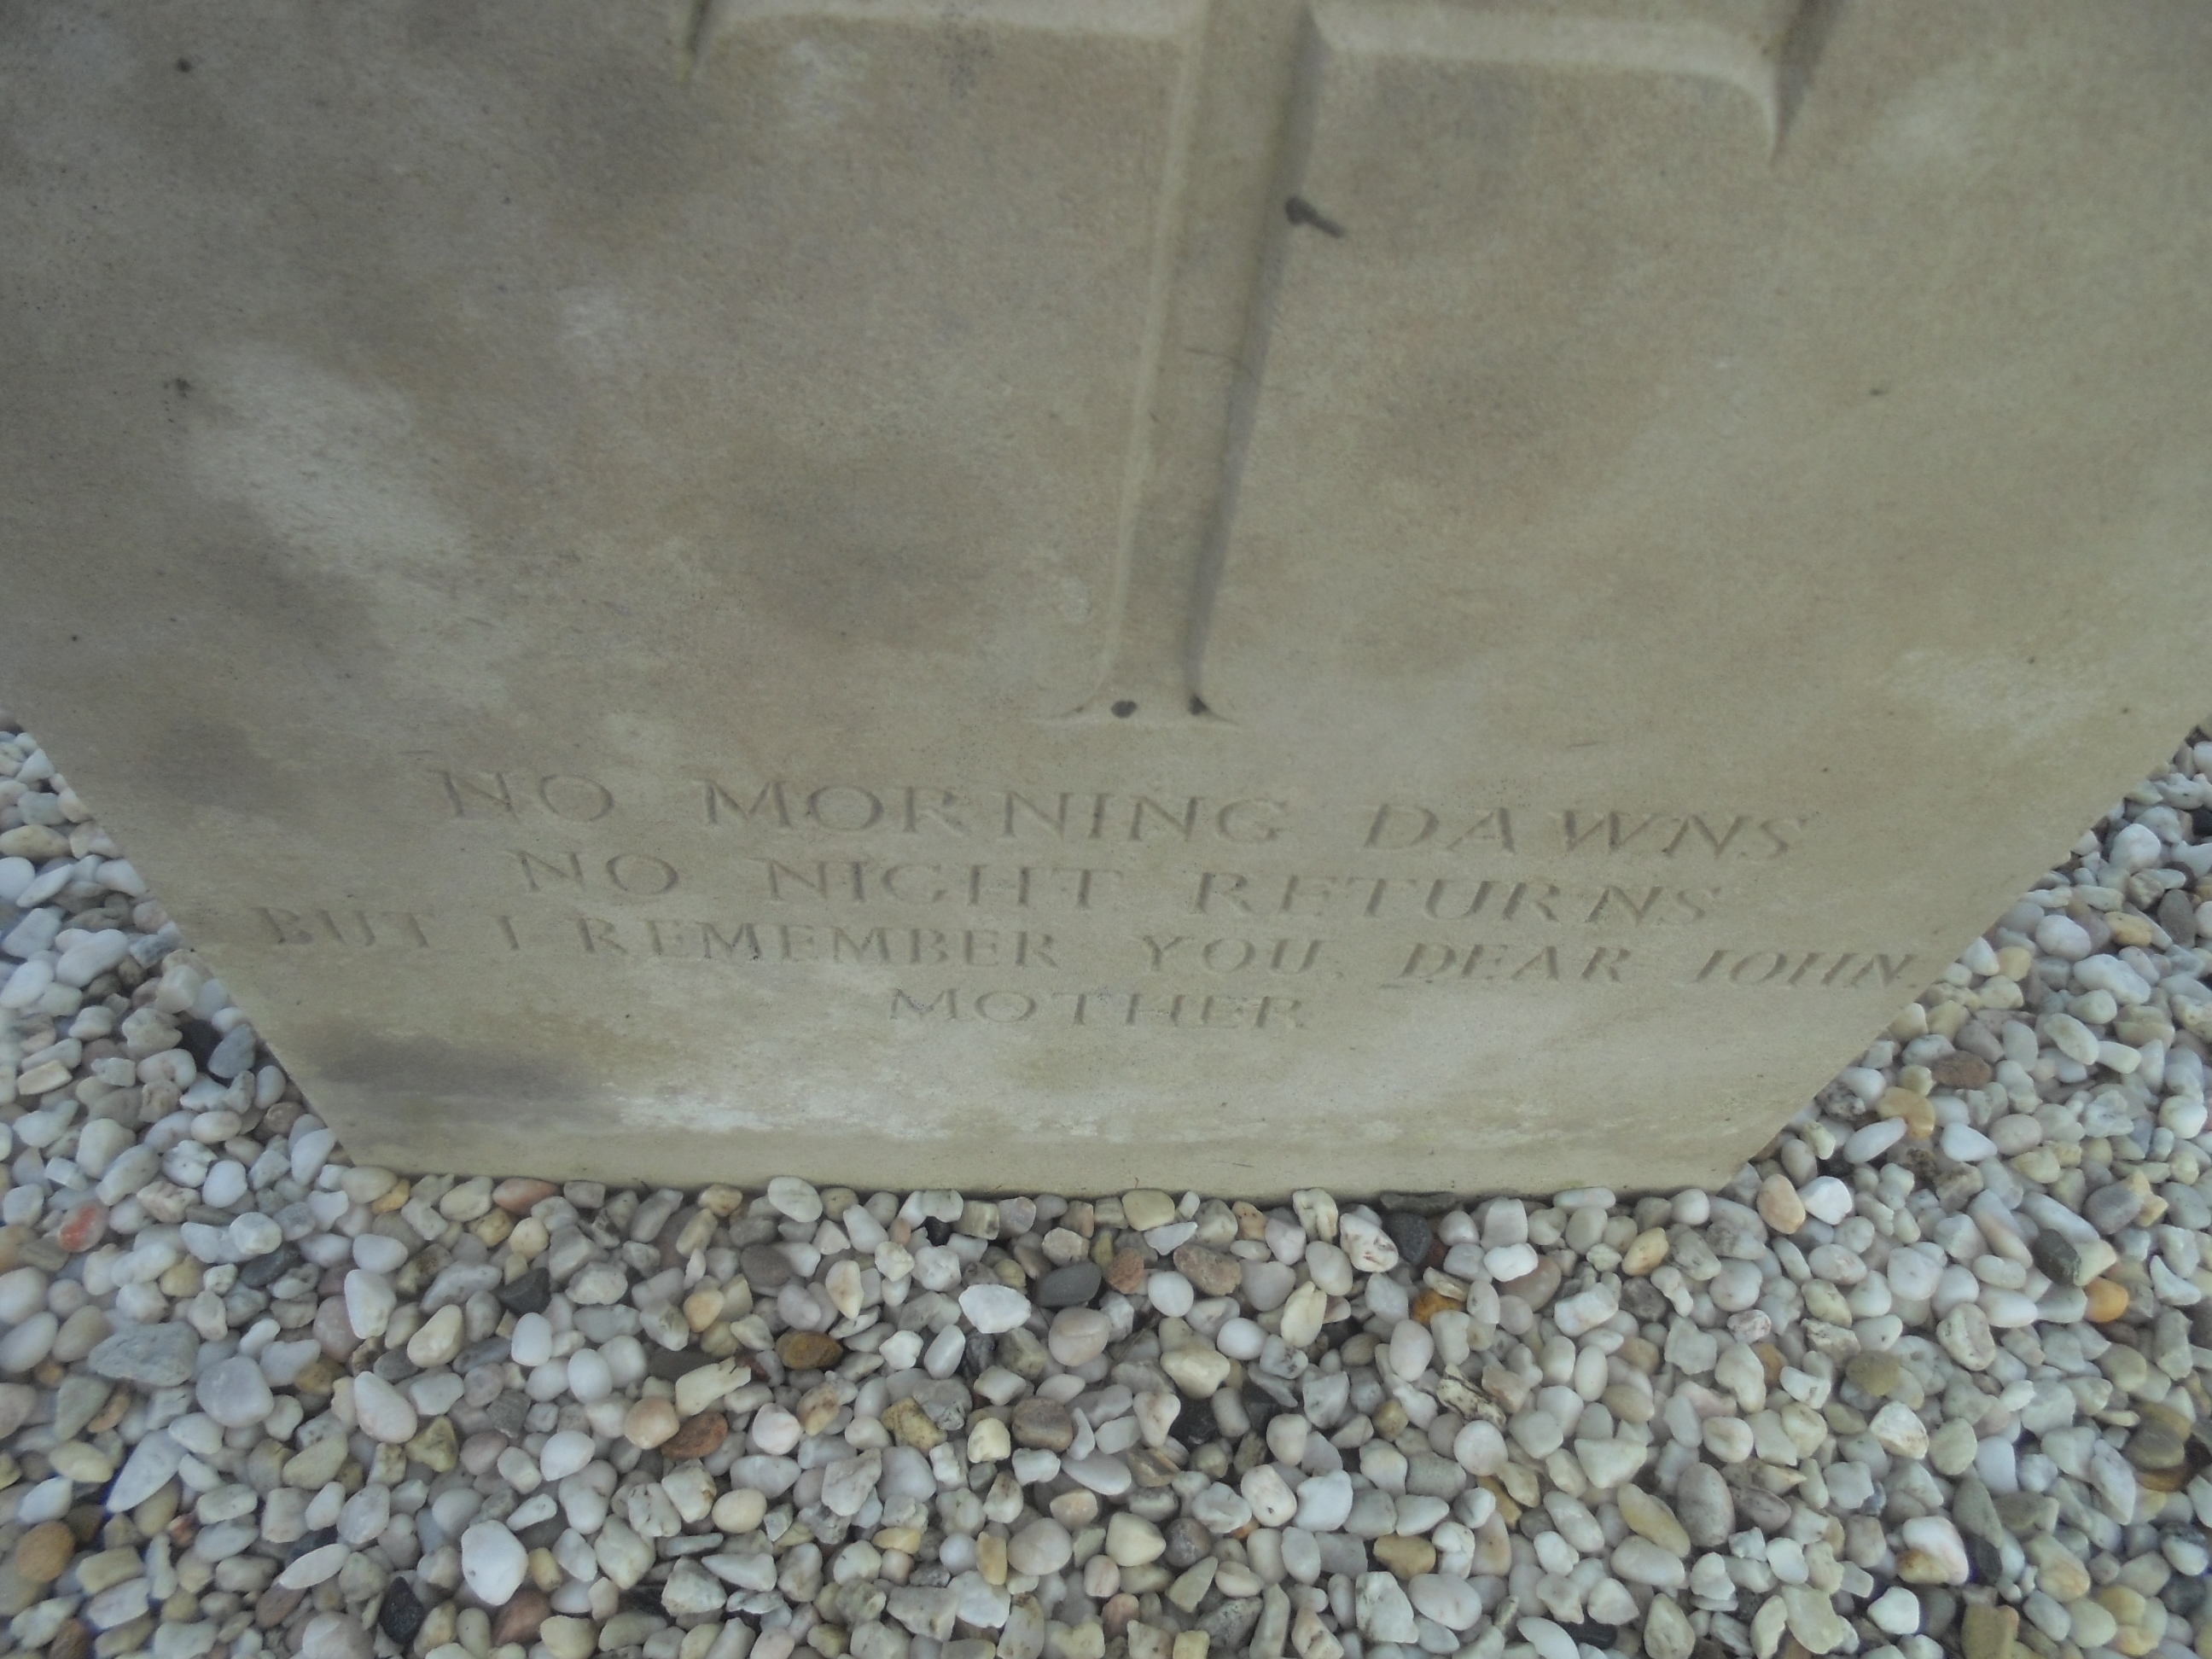 NO MORNING DAWNS
NO NIGHT RETURNS
BUT I REMEMBER YOU, DEAR JOHN.
MOTHER